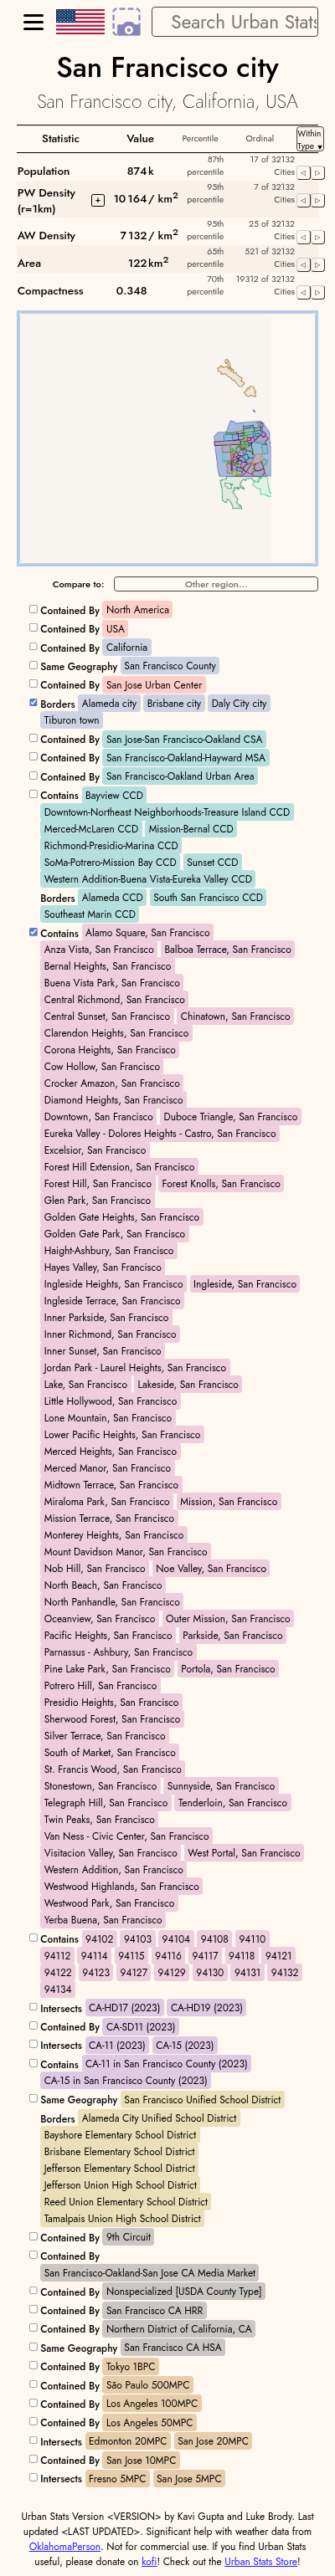 Search Urban Stats
San Francisco city
San Francisco city, California, USA
Statistic Value Percentile Ordinal Within Type ▼
Population 874k 87th percentile 17 of 32132 Cities ◁ ▷
PW Density (r=1km) + 10 164 / km2 95th percentile 7 of 32132 Cities ◁ ▷
AW Density 7 132 / km2 95th percentile 25 of 32132 Cities ◁ ▷
Area 122 km2 65th percentile 521 of 32132 Cities ◁ ▷
Compactness 0.348 70th percentile 19312 of 32132 Cities ◁ ▷
Compare to: Other region...
Contained By North America
Contained By USA
Contained By California
Same Geography San Francisco County
Contained By San Jose Urban Center
Borders Alameda city Brisbane city Daly City city
Tiburon town
Contained By San Jose-San Francisco-Oakland CSA
Contained By San Francisco-Oakland-Hayward MSA
Contained By San Francisco-Oakland Urban Area
Contains Bayview CCD
Downtown-Northeast Neighborhoods-Treasure Island CCD
Merced-McLaren CCD Mission-Bernal CCD
Richmond-Presidio-Marina CCD
SoMa-Potrero-Mission Bay CCD Sunset CCD
Western Addition-Buena Vista-Eureka Valley CCD
Borders Alameda CCD South San Francisco CCD
Southeast Marin CCD
Contains Alamo Square, San Francisco
Anza Vista, San Francisco Balboa Terrace, San Francisco
Bernal Heights, San Francisco
Buena Vista Park, San Francisco
Central Richmond, San Francisco
Central Sunset, San Francisco Chinatown, San Francisco
Clarendon Heights, San Francisco
Corona Heights, San Francisco
Cow Hollow, San Francisco
Crocker Amazon, San Francisco
Diamond Heights, San Francisco
Downtown, San Francisco Duboce Triangle, San Francisco
Eureka Valley - Dolores Heights - Castro, San Francisco
Excelsior, San Francisco
Forest Hill Extension, San Francisco
Forest Hill, San Francisco Forest Knolls, San Francisco
Glen Park, San Francisco
Golden Gate Heights, San Francisco
Golden Gate Park, San Francisco
Haight-Ashbury, San Francisco
Hayes Valley, San Francisco
Ingleside Heights, San Francisco Ingleside, San Francisco
Ingleside Terrace, San Francisco
Inner Parkside, San Francisco
Inner Richmond, San Francisco
Inner Sunset, San Francisco
Jordan Park - Laurel Heights, San Francisco
Lake, San Francisco Lakeside, San Francisco
Little Hollywood, San Francisco
Lone Mountain, San Francisco
Lower Pacific Heights, San Francisco
Merced Heights, San Francisco
Merced Manor, San Francisco
Midtown Terrace, San Francisco
Miraloma Park, San Francisco Mission, San Francisco
Mission Terrace, San Francisco
Monterey Heights, San Francisco
Mount Davidson Manor, San Francisco
Nob Hill, San Francisco Noe Valley, San Francisco
North Beach, San Francisco
North Panhandle, San Francisco
Oceanview, San Francisco Outer Mission, San Francisco
Pacific Heights, San Francisco Parkside, San Francisco
Parnassus - Ashbury, San Francisco
Pine Lake Park, San Francisco Portola, San Francisco
Potrero Hill, San Francisco
Presidio Heights, San Francisco
Sherwood Forest, San Francisco
Silver Terrace, San Francisco
South of Market, San Francisco
St. Francis Wood, San Francisco
Stonestown, San Francisco Sunnyside, San Francisco
Telegraph Hill, San Francisco Tenderloin, San Francisco
Twin Peaks, San Francisco
Van Ness - Civic Center, San Francisco
Visitacion Valley, San Francisco West Portal, San Francisco
Western Addition, San Francisco
Westwood Highlands, San Francisco
Westwood Park, San Francisco
Yerba Buena, San Francisco
Contains 94102 94103 94104 94108 94110
94112 94114 94115 94116 94117 94118 94121
94122 94123 94127 94129 94130 94131 94132
94134
Intersects CA-HD17 (2023) CA-HD19 (2023)
Contained By CA-SD11 (2023)
Intersects CA-11 (2023) CA-15 (2023)
Contains CA-11 in San Francisco County (2023)
CA-15 in San Francisco County (2023)
Same Geography San Francisco Unified School District
Borders Alameda City Unified School District
Bayshore Elementary School District
Brisbane Elementary School District
Jefferson Elementary School District
Jefferson Union High School District
Reed Union Elementary School District
Tamalpais Union High School District
Contained By 9th Circuit
Contained By
San Francisco-Oakland-San Jose CA Media Market
Contained By Nonspecialized [USDA County Type]
Contained By San Francisco CA HRR
Contained By Northern District of California, CA
Same Geography San Francisco CA HSA
Contained By Tokyo 1BPC
Contained By São Paulo 500MPC
Contained By Los Angeles 100MPC
Contained By Los Angeles 50MPC
Intersects Edmonton 20MPC San Jose 20MPC
Contained By San Jose 10MPC
Intersects Fresno 5MPC San Jose 5MPC
Urban Stats Version <VERSION> by Kavi Gupta and Luke Brody. Last
updated <LAST UPDATED>. Significant help with weather data from
OklahomaPerson. Not for commercial use. If you find Urban Stats
useful, please donate on kofi! Check out the Urban Stats Store!